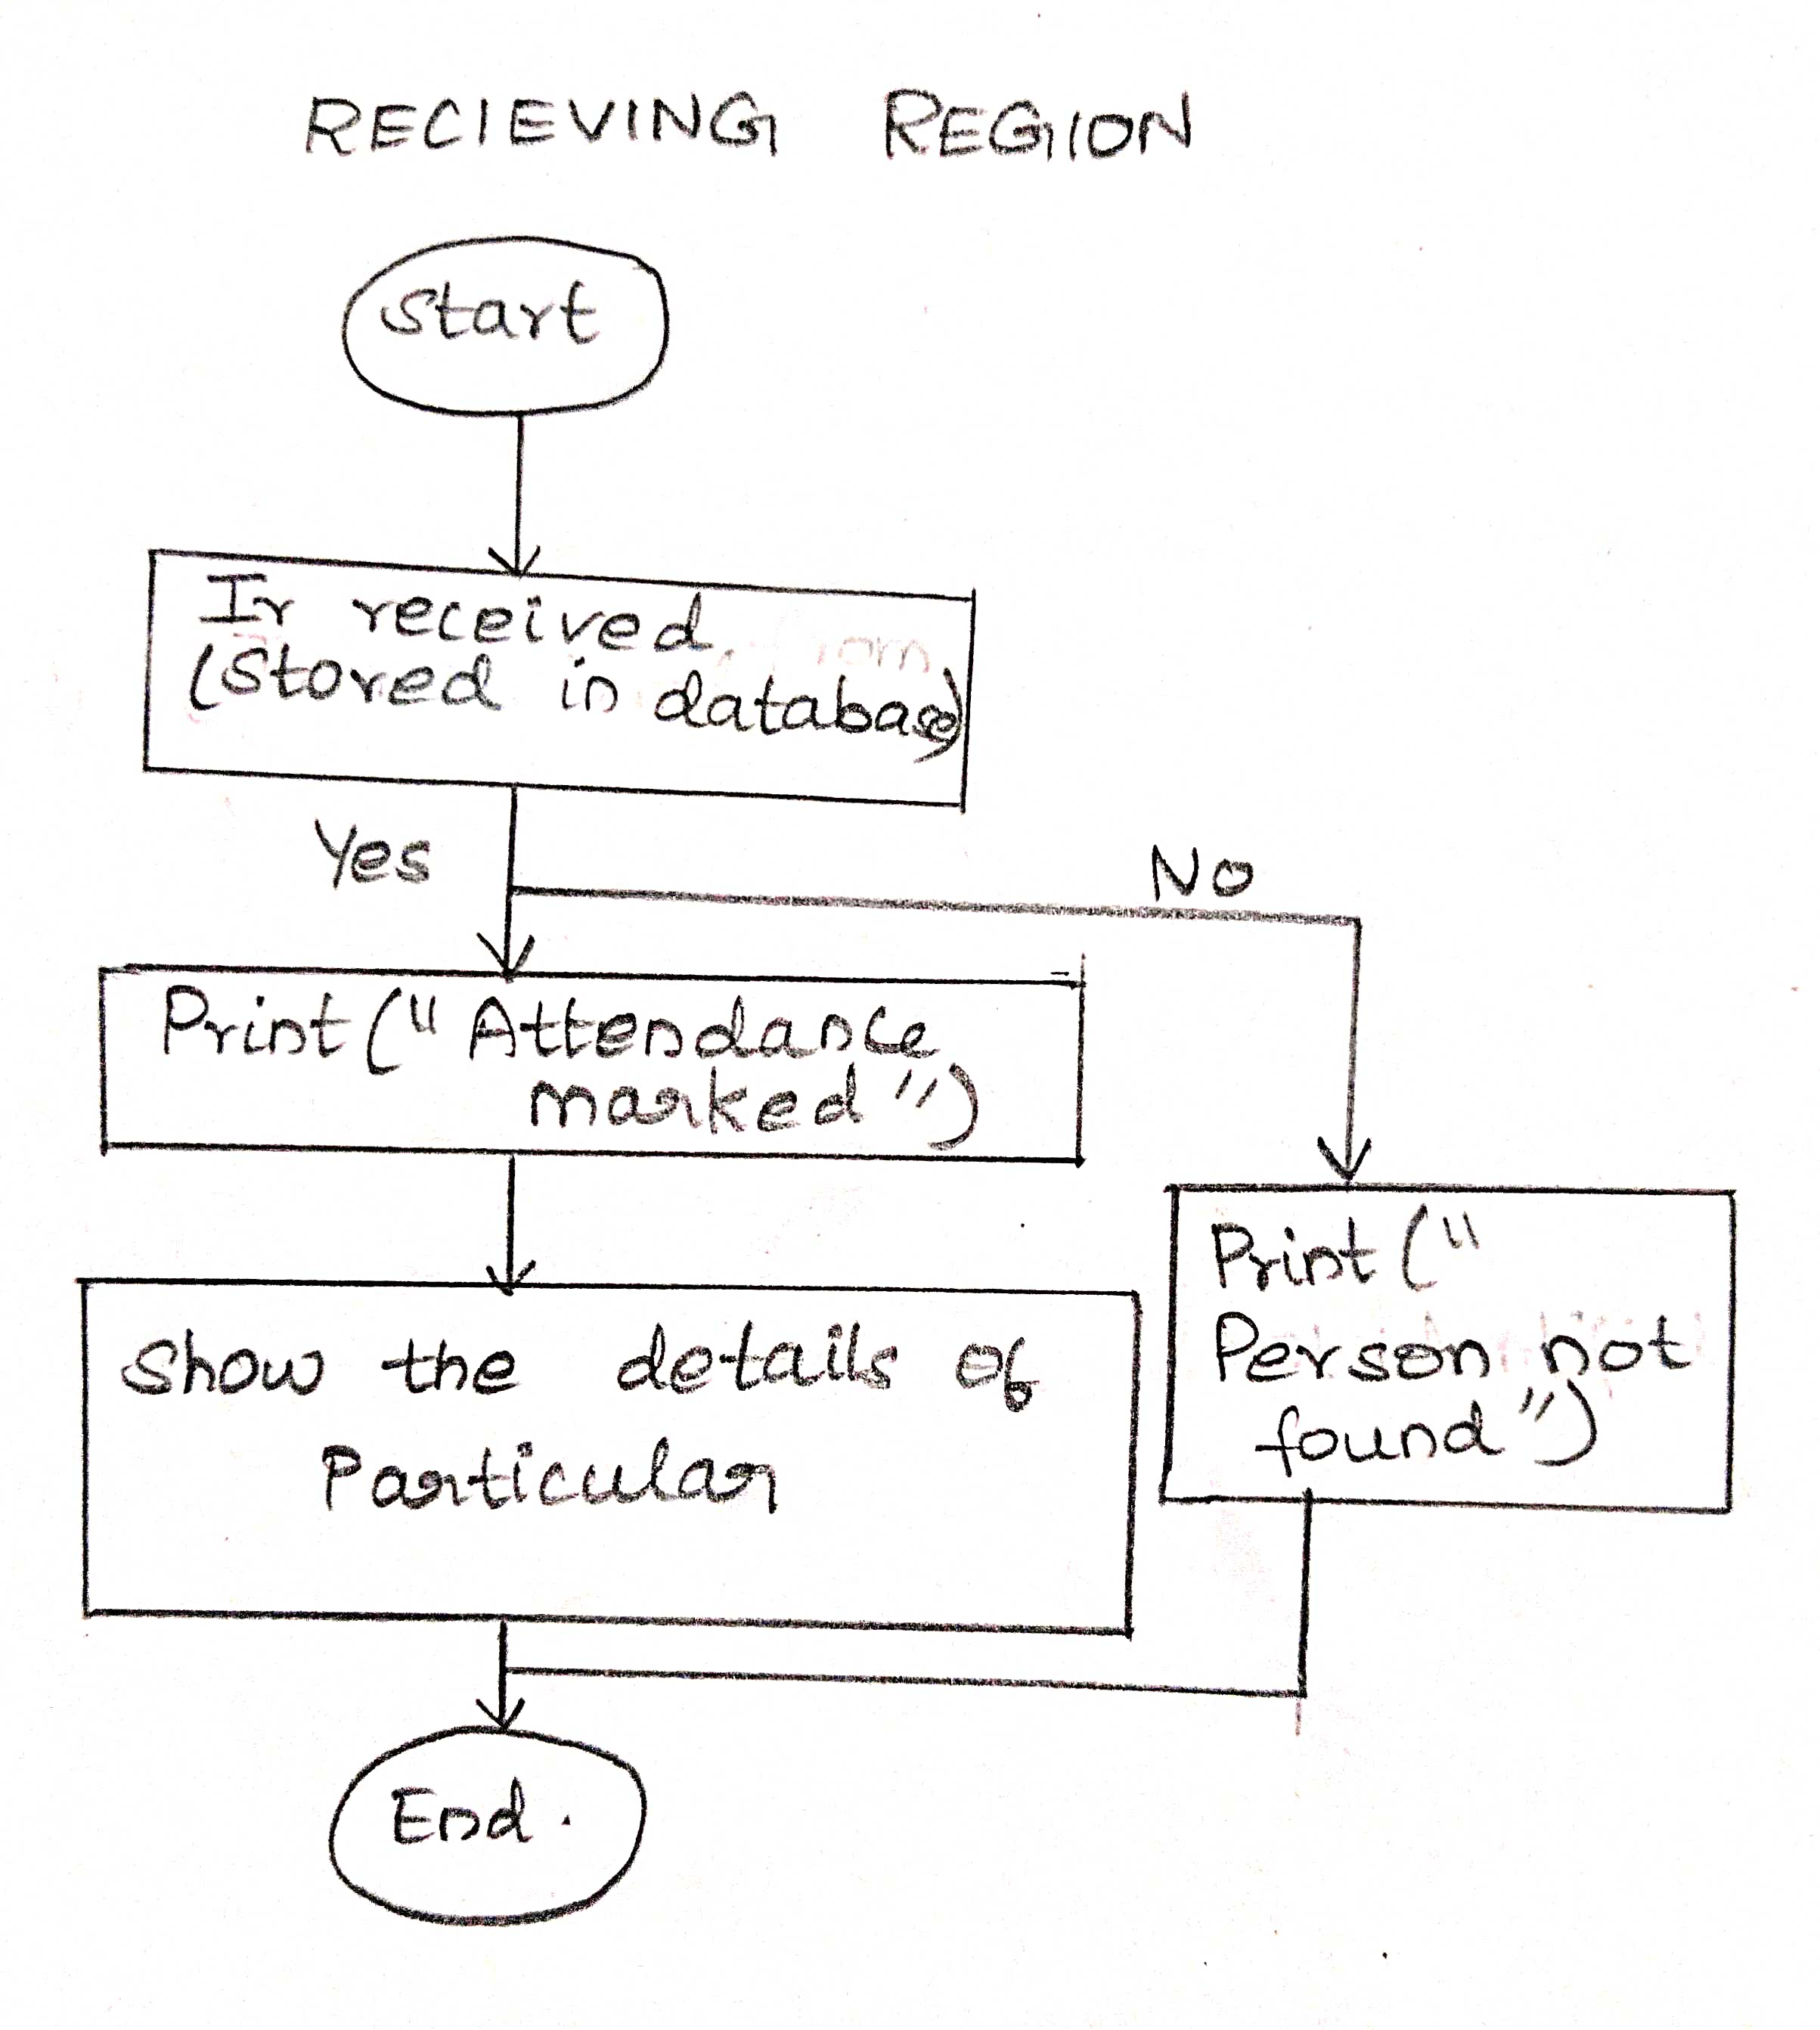 RECIEVING REGION
Start
Ir received
(Stored in database)
Yes
No
Print ("Attendance
marked")
Print ("
Person not
found")
Show the details of
Particular
End.